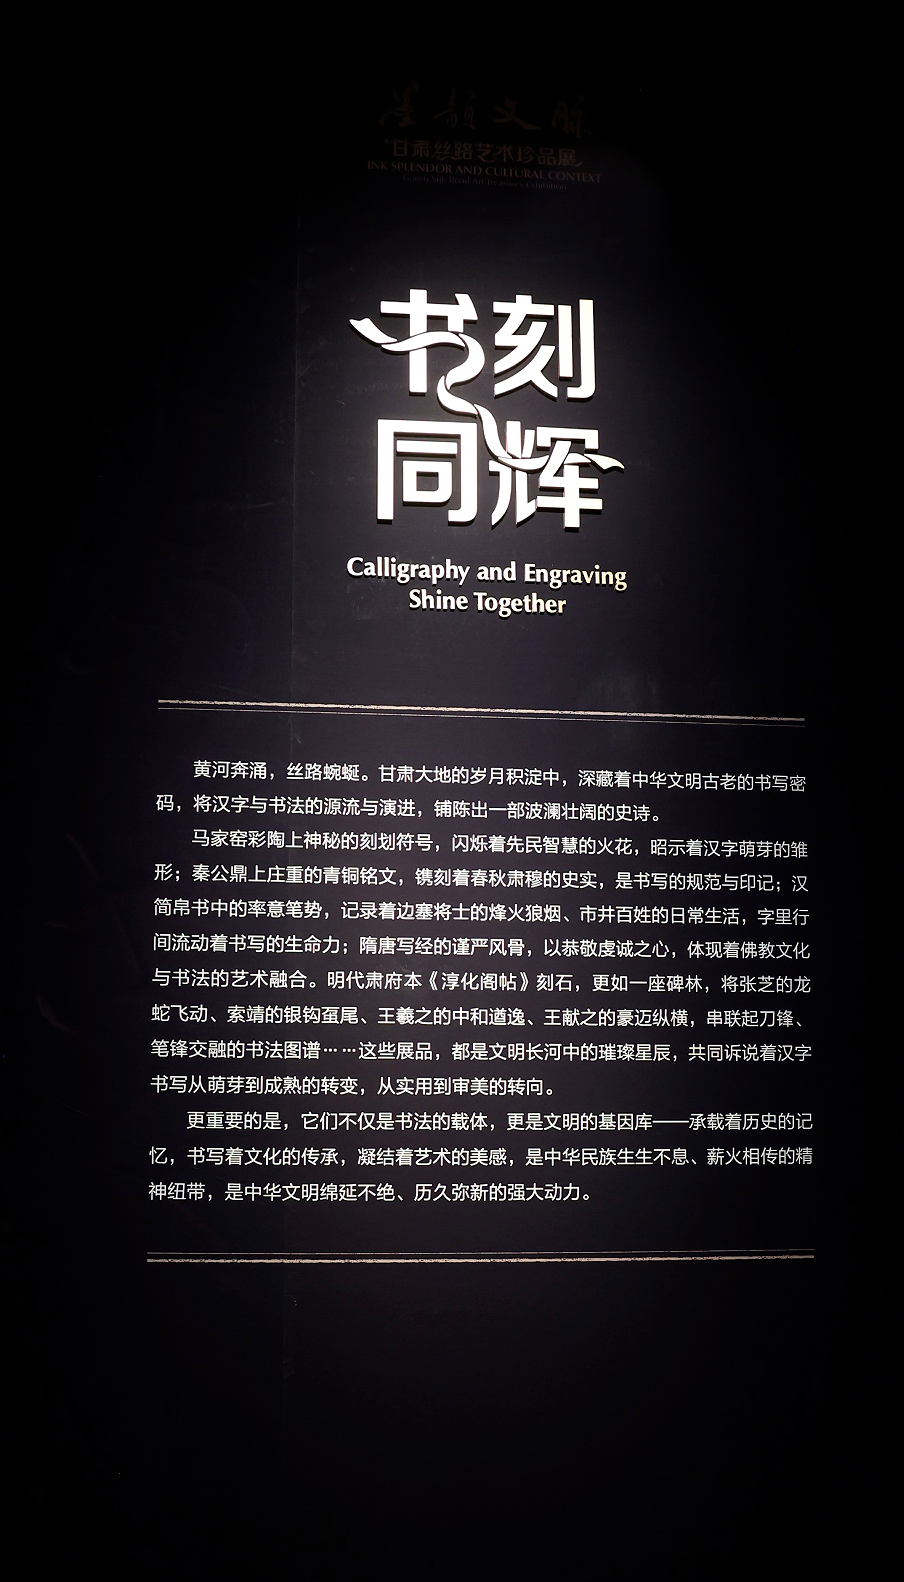 墨韵文脉
甘肃丝路艺术珍品展
INK SPLENDOR AND CULTURAL CONTEXT
Gansu Silk Road Art Treasures Exhibition
书刻
同辉
Calligraphy and Engraving
Shine Together
黄河奔涌，丝路蜿蜒。甘肃大地的岁月积淀中，深藏着中华文明古老的书写密
码，将汉字与书法的源流与演进，铺陈出一部波澜壮阔的史诗。
马家窑彩陶上神秘的刻划符号，闪烁着先民智慧的火花，昭示着汉字萌芽的雏
形；秦公鼎上庄重的青铜铭文，镌刻着春秋肃穆的史实，是书写的规范与印记；汉
简帛书中的率意笔势，记录着边塞将士的烽火狼烟、市井百姓的日常生活，字里行
间流动着书写的生命力；隋唐写经的谨严风骨，以恭敬虔诚之心，体现着佛教文化
与书法的艺术融合。明代肃府本《淳化阁帖》刻石，更如一座碑林，将张芝的龙
蛇飞动、索靖的银钩虿尾、王羲之的中和遒逸、王献之的豪迈纵横，串联起刀锋、
笔锋交融的书法图谱……这些展品，都是文明长河中的璀璨星辰，共同诉说着汉字
书写从萌芽到成熟的转变，从实用到审美的转向。
更重要的是，它们不仅是书法的载体，更是文明的基因库——承载着历史的记
忆，书写着文化的传承，凝结着艺术的美感，是中华民族生生不息、薪火相传的精
神纽带，是中华文明绵延不绝、历久弥新的强大动力。